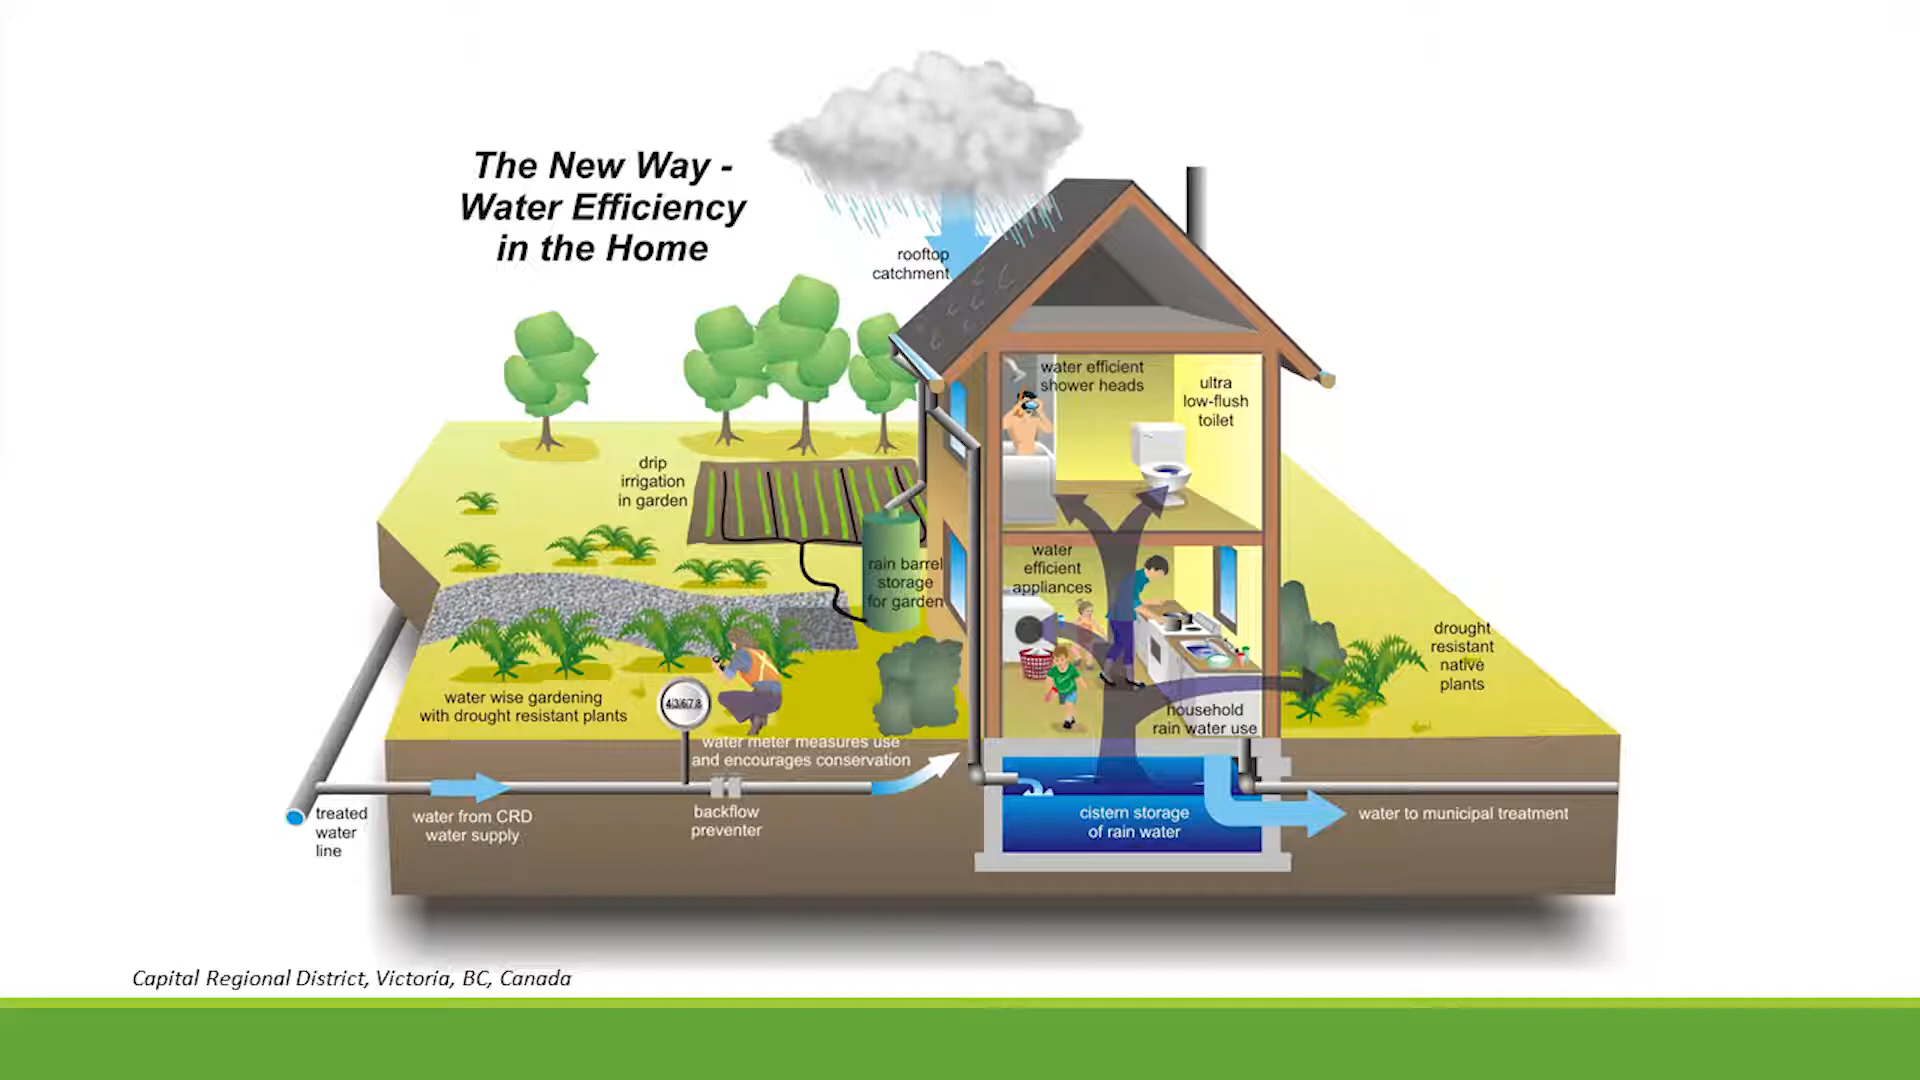 The New Way -
Water Efficiency
in the Home
rooftop
catchment
water efficient
shower heads
ultra
low-flush
toilet
drip
irrigation
in garden
rain barrel
storage
for garden
water
efficient
appliances
drought
resistant
native
plants
water wise gardening
with drought resistant plants
43678
household
rain water use
water meter measures use
and encourages conservation
treated
water
line
water from CRD
water supply
backflow
preventer
cistern storage
of rain water
water to municipal treatment
Capital Regional District, Victoria, BC, Canada